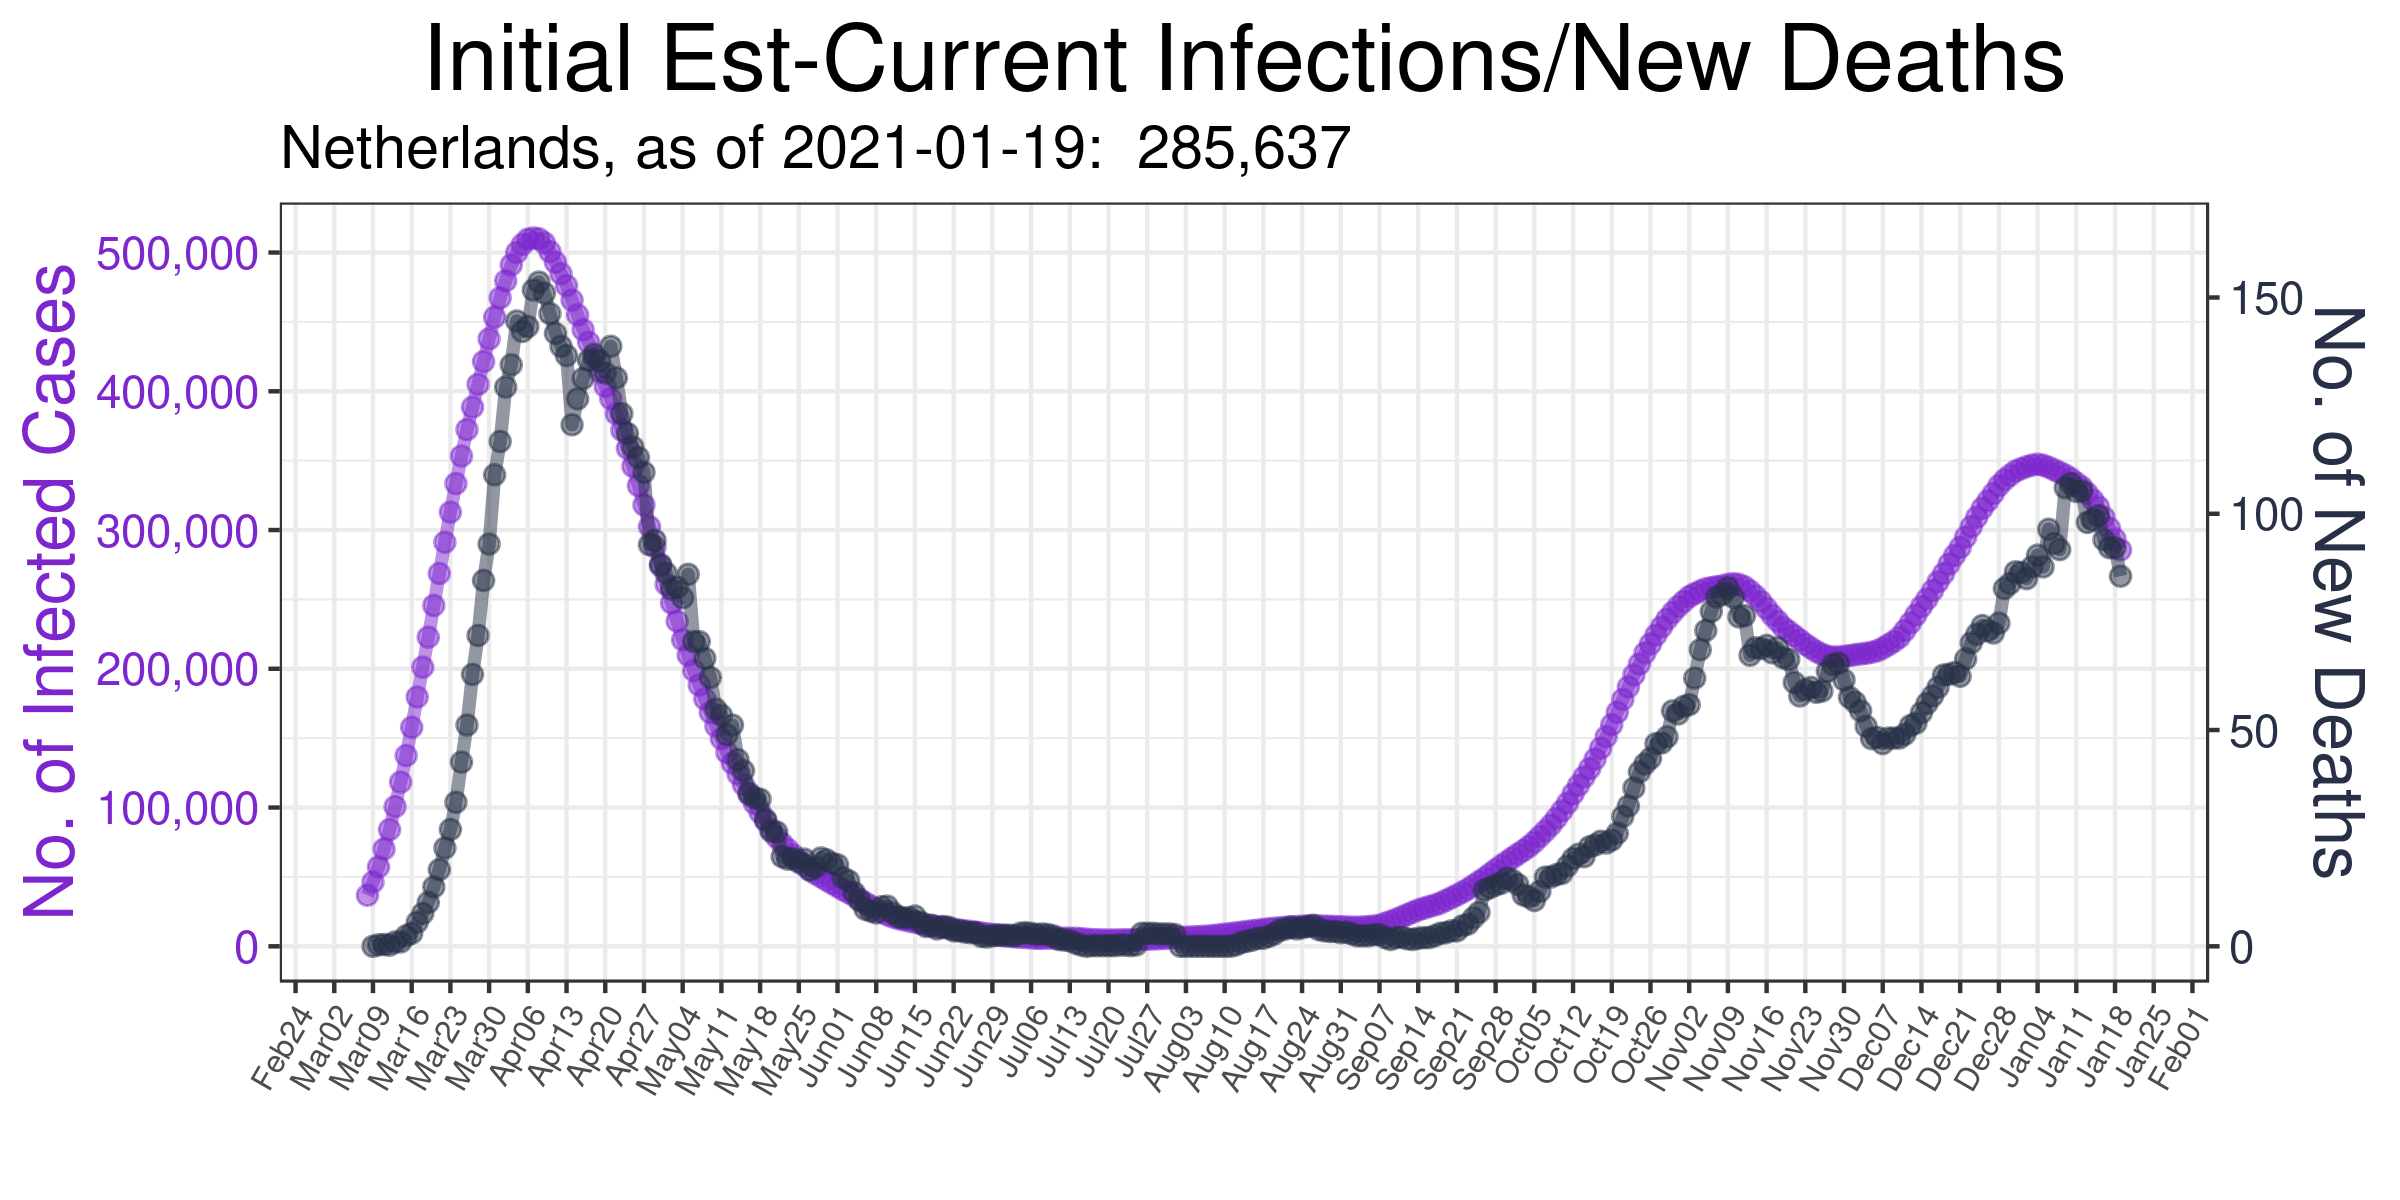 Initial Est-Current Infections/New Deaths
Netherlands, as of 2021-01-19:  285,637
No. of Infected Cases
500,000
400,000
300,000
200,000
100,000
0
150
100
50
0
No. of New Deaths
Feb24
Mar02
Mar09
Mar16
Mar23
Mar30
Apr06
Apr13
Apr20
Apr27
May04
May11
May18
May25
Jun01
Jun08
Jun15
Jun22
Jun29
Jul06
Jul13
Jul20
Jul27
Aug03
Aug10
Aug17
Aug24
Aug31
Sep07
Sep14
Sep21
Sep28
Oct05
Oct12
Oct19
Oct26
Nov02
Nov09
Nov16
Nov23
Nov30
Dec07
Dec14
Dec21
Dec28
Jan04
Jan11
Jan18
Jan25
Feb01